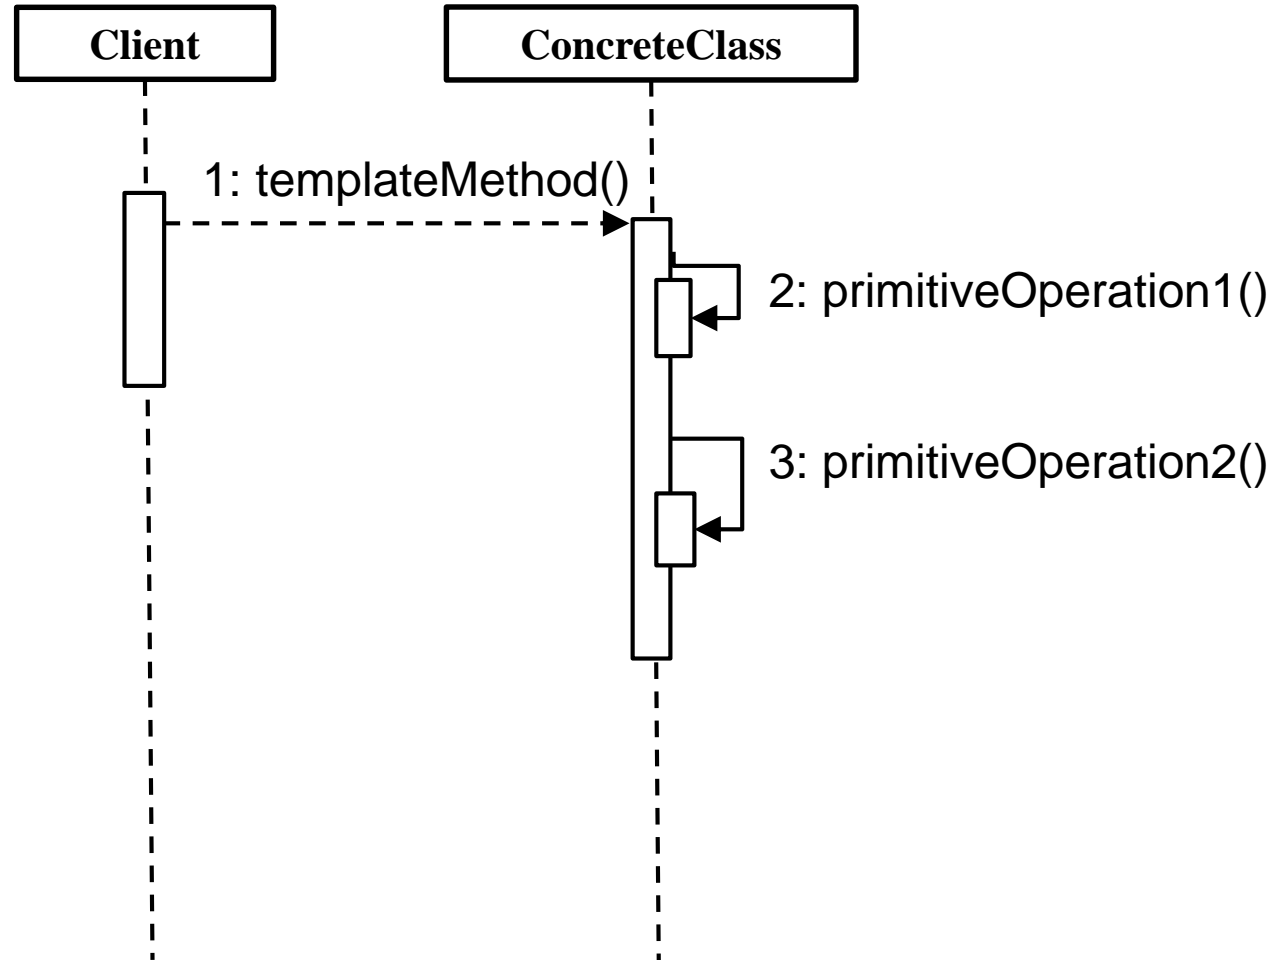 Client
ConcreteClass
1: templateMethod()
2: primitiveOperation1()
3: primitiveOperation2()